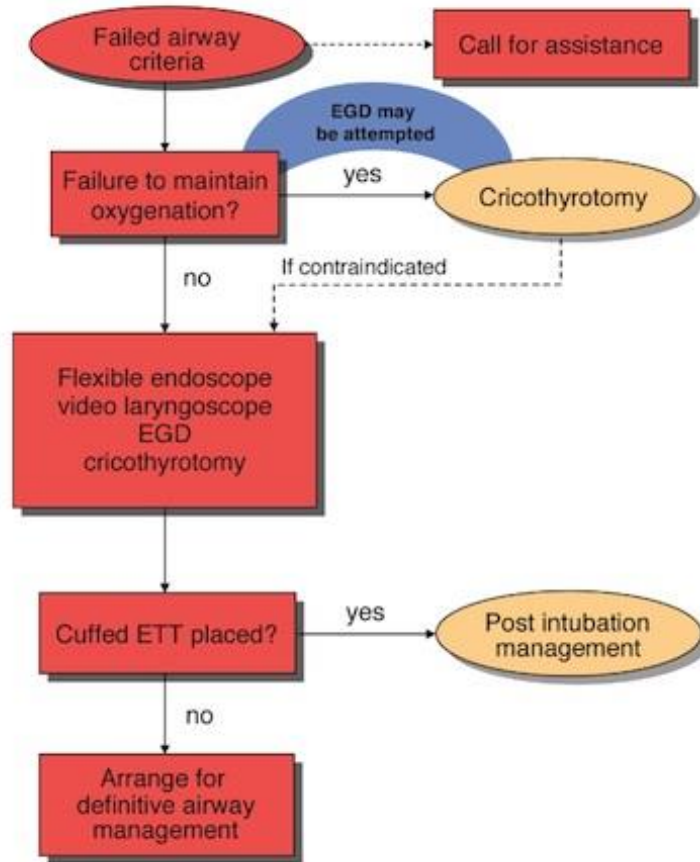 Failed airway
criteria
Call for assistance
EGD may
be attempted
Failure to maintain
oxygenation?
yes
Cricothyrotomy
no
If contraindicated
Flexible endoscope
video laryngoscope
EGD
cricothyrotomy
Cuffed ETT placed?
yes
Post intubation
management
no
Arrange for
definitive airway
management